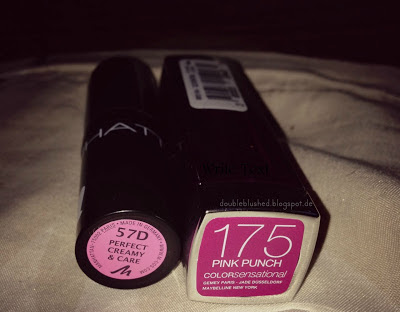 HAT
57D
PERFECT
CREAMY
& CARE
MADE IN GERMANY
doubleblushed.blogspot.de
175
PINK PUNCH
COLORsensational
GEMEY PARIS - JADE DÜSSELDORF
MAYBELLINE NEW YORK